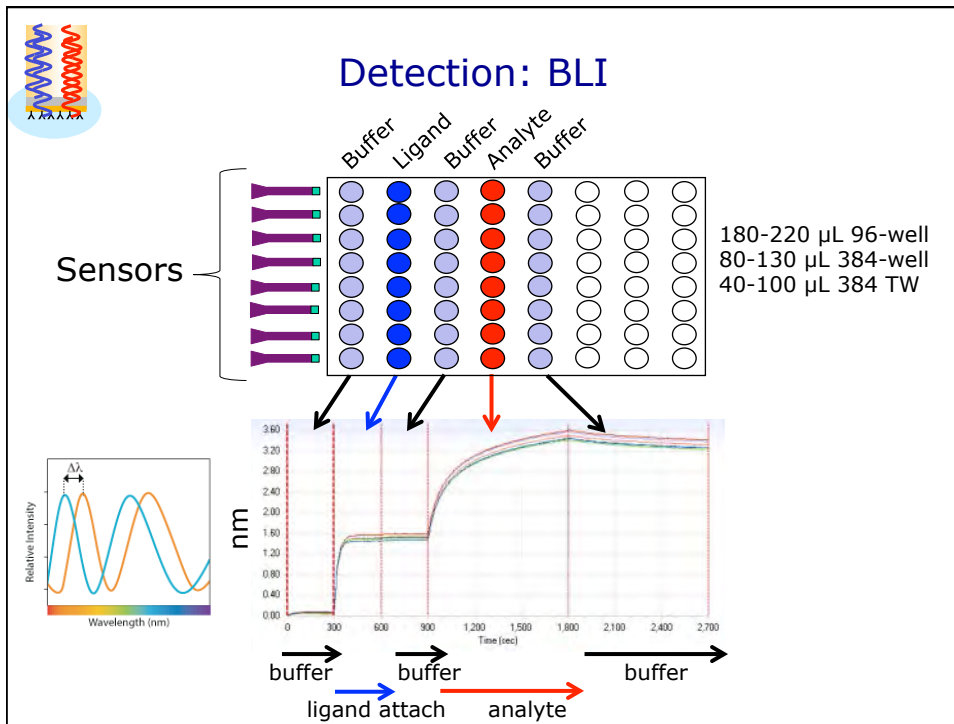 Detection: BLI
Buffer
Ligand
Buffer
Analyte
Buffer
Sensors
180-220 µL 96-well
80-130 µL 384-well
40-100 µL 384 TW
Δλ
Relative Intensity
Wavelength (nm)
nm
3.60
3.20
2.80
2.40
2.00
1.60
1.20
0.80
0.40
0.00
0 300 600 900 1,200 1,500 1,800 2,100 2,400 2,700
Time (sec)
buffer
buffer
buffer
ligand attach
analyte